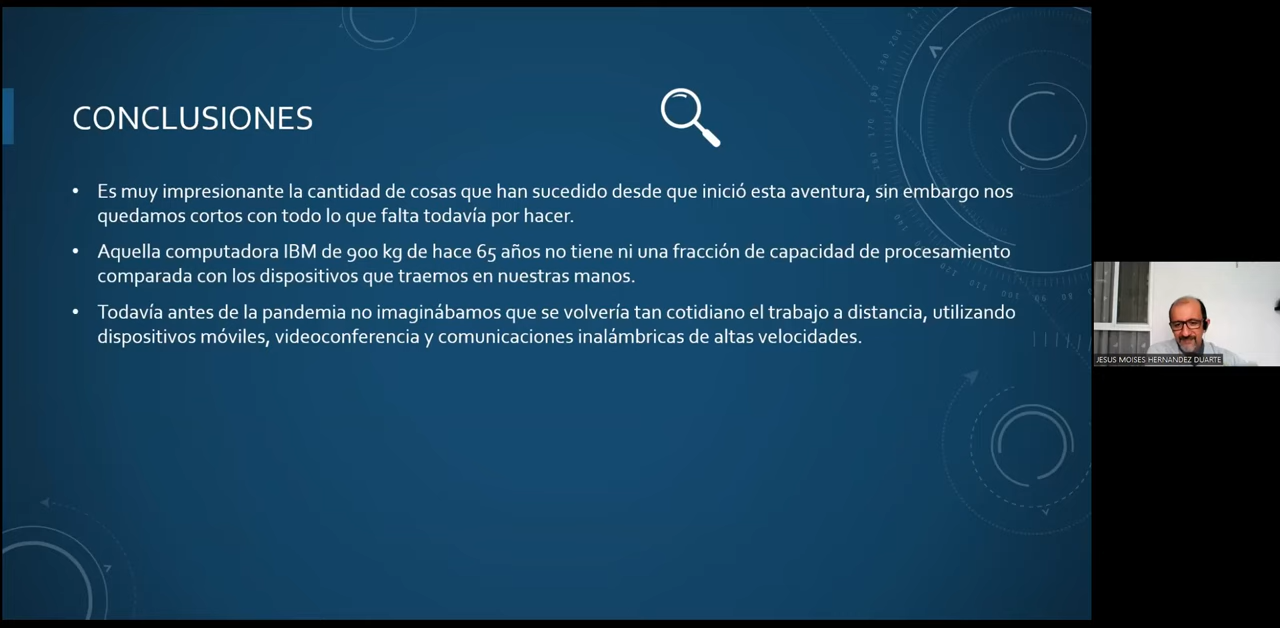 CONCLUSIONES
• Es muy impresionante la cantidad de cosas que han sucedido desde que inició esta aventura, sin embargo nos
quedamos cortos con todo lo que falta todavía por hacer.
• Aquella computadora IBM de 900 kg de hace 65 años no tiene ni una fracción de capacidad de procesamiento
comparada con los dispositivos que traemos en nuestras manos.
• Todavía antes de la pandemia no imaginábamos que se volvería tan cotidiano el trabajo a distancia, utilizando
dispositivos móviles, videoconferencia y comunicaciones inalámbricas de altas velocidades.
JESUS MOISES HERNANDEZ DUARTE